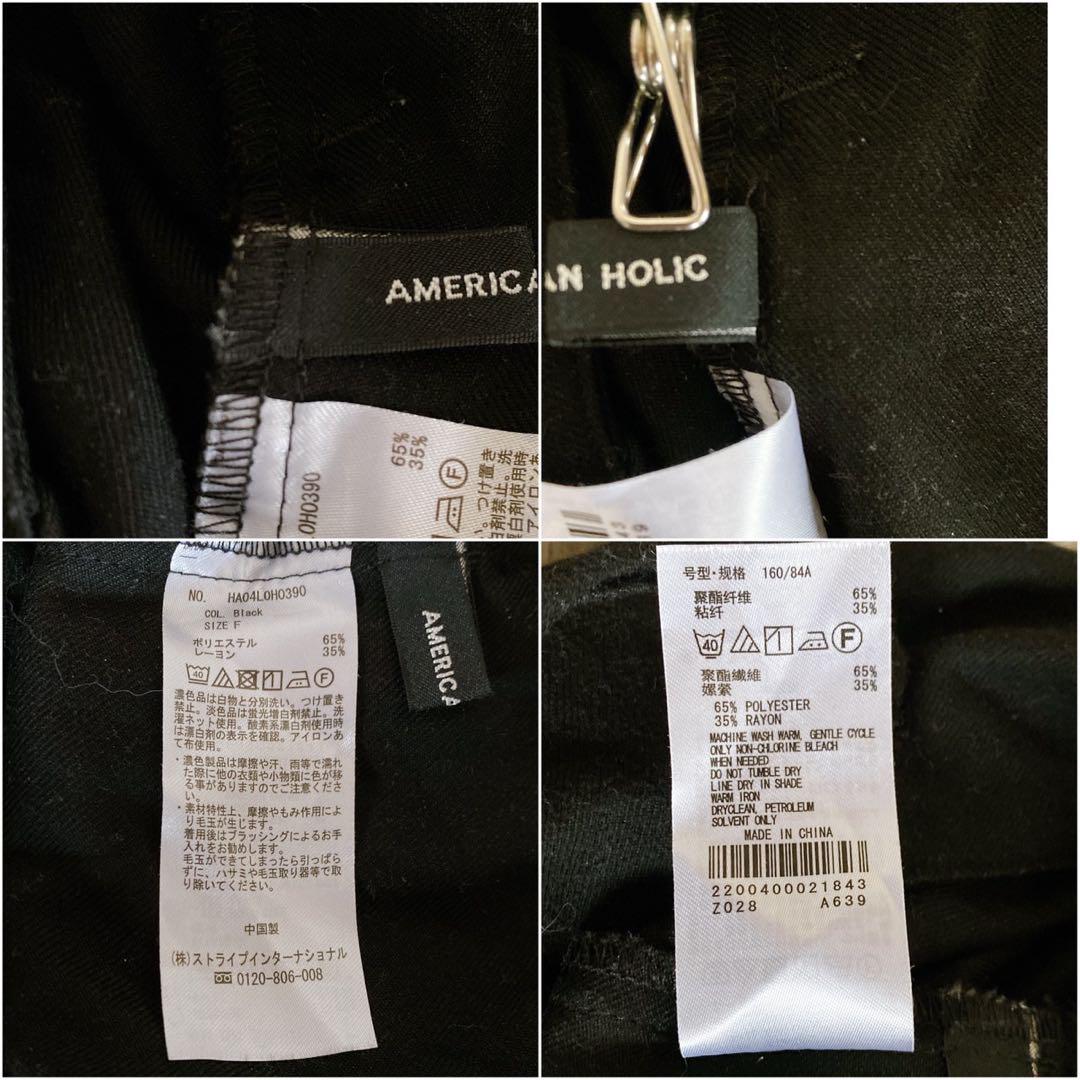 AMERICA
65%
35%
L0H0390
AN HOLIC
43
19
NO. HA04L0H0390
COL. Black
SIZE F
ポリエステル 65%
レーヨン 35%
40 F
濃色品は白物と分別洗い。つけ置き
禁止。淡色品は蛍光増白剤禁止。洗
濯ネット使用。酸素系漂白剤使用時
は漂白剤の表示を確認。アイロンあ
て布使用。
・濃色製品は摩擦や汗、雨等で濡れ
た際に他の衣類や小物類に色が移
る事がありますのでご注意くださ
い。
・素材特性上、摩擦やもみ作用によ
り毛玉が生じます。
着用後はブラッシングによるお手
入れをお勧めします。
毛玉ができてしまったら引っぱら
ずに、ハサミや毛玉取り器等で取
り除いてください。
中国製
(株)ストライプインターナショナル
0120-806-008
AMERICA
号型・规格 160/84A
聚酯纤维 65%
粘纤 35%
40 F
聚酯纖維 65%
嫘縈 35%
65% POLYESTER
35% RAYON
MACHINE WASH WARM, GENTLE CYCLE
ONLY NON-CHLORINE BLEACH
WHEN NEEDED
DO NOT TUMBLE DRY
LINE DRY IN SHADE
WARM IRON
DRYCLEAN, PETROLEUM
SOLVENT ONLY
MADE IN CHINA
2200400021843
Z028 A639